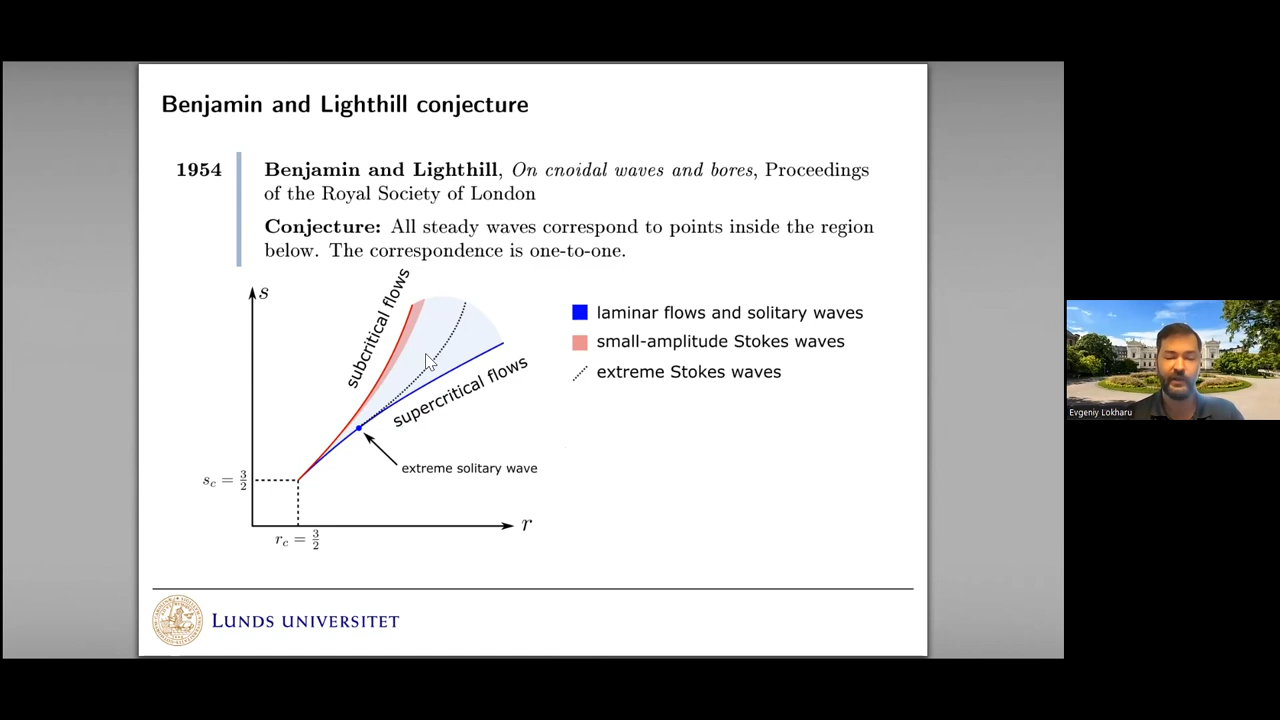 Benjamin and Lighthill conjecture
1954
Benjamin and Lighthill, On cnoidal waves and bores, Proceedings
of the Royal Society of London
Conjecture: All steady waves correspond to points inside the region
below. The correspondence is one-to-one.
s
subcritical flows
supercritical flows
extreme solitary wave
s_c = 3/2
r
r_c = 3/2
laminar flows and solitary waves
small-amplitude Stokes waves
extreme Stokes waves
LUNDS UNIVERSITET
Evgeniy Lokharu